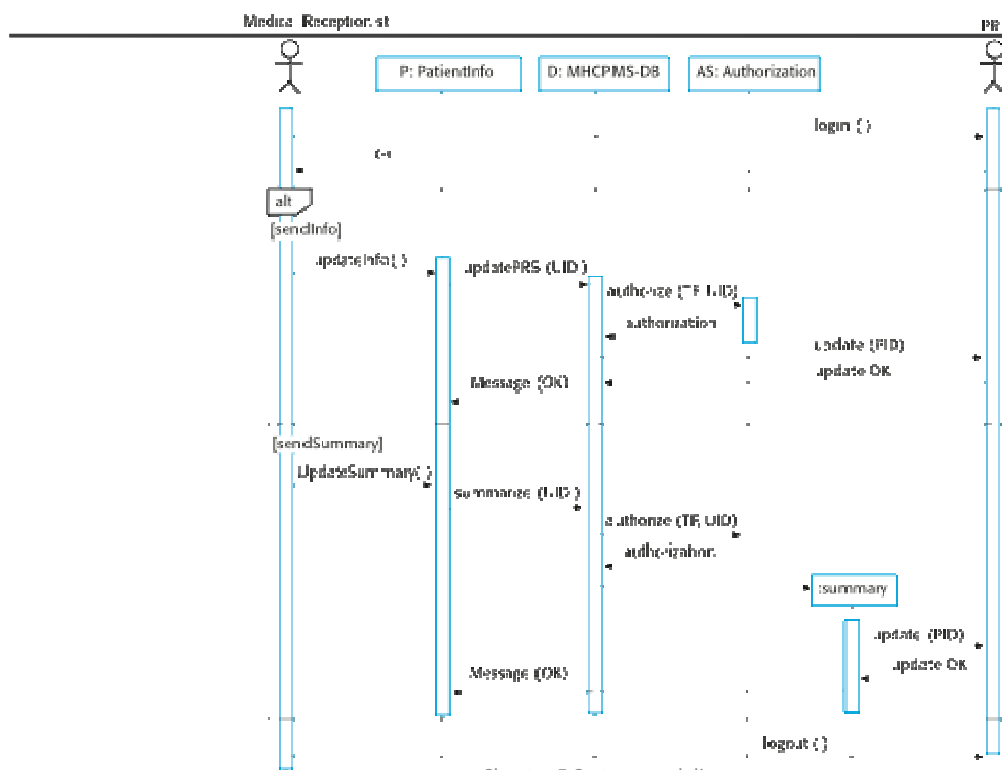 Medical Receptionist
PRS
P: PatientInfo
D: MHCPMS-DB
AS: Authorization
login ( )
ok
alt
[sendInfo]
updateInfo( )
updatePRS (UID )
authorize (TF, UID)
authorization
update (PID)
update OK
Message (OK)
[sendSummary]
UpdateSummary( )
summarize (UID )
authorize (TF, UID)
authorization
:summary
update (PID)
update OK
Message (OK)
logout ( )